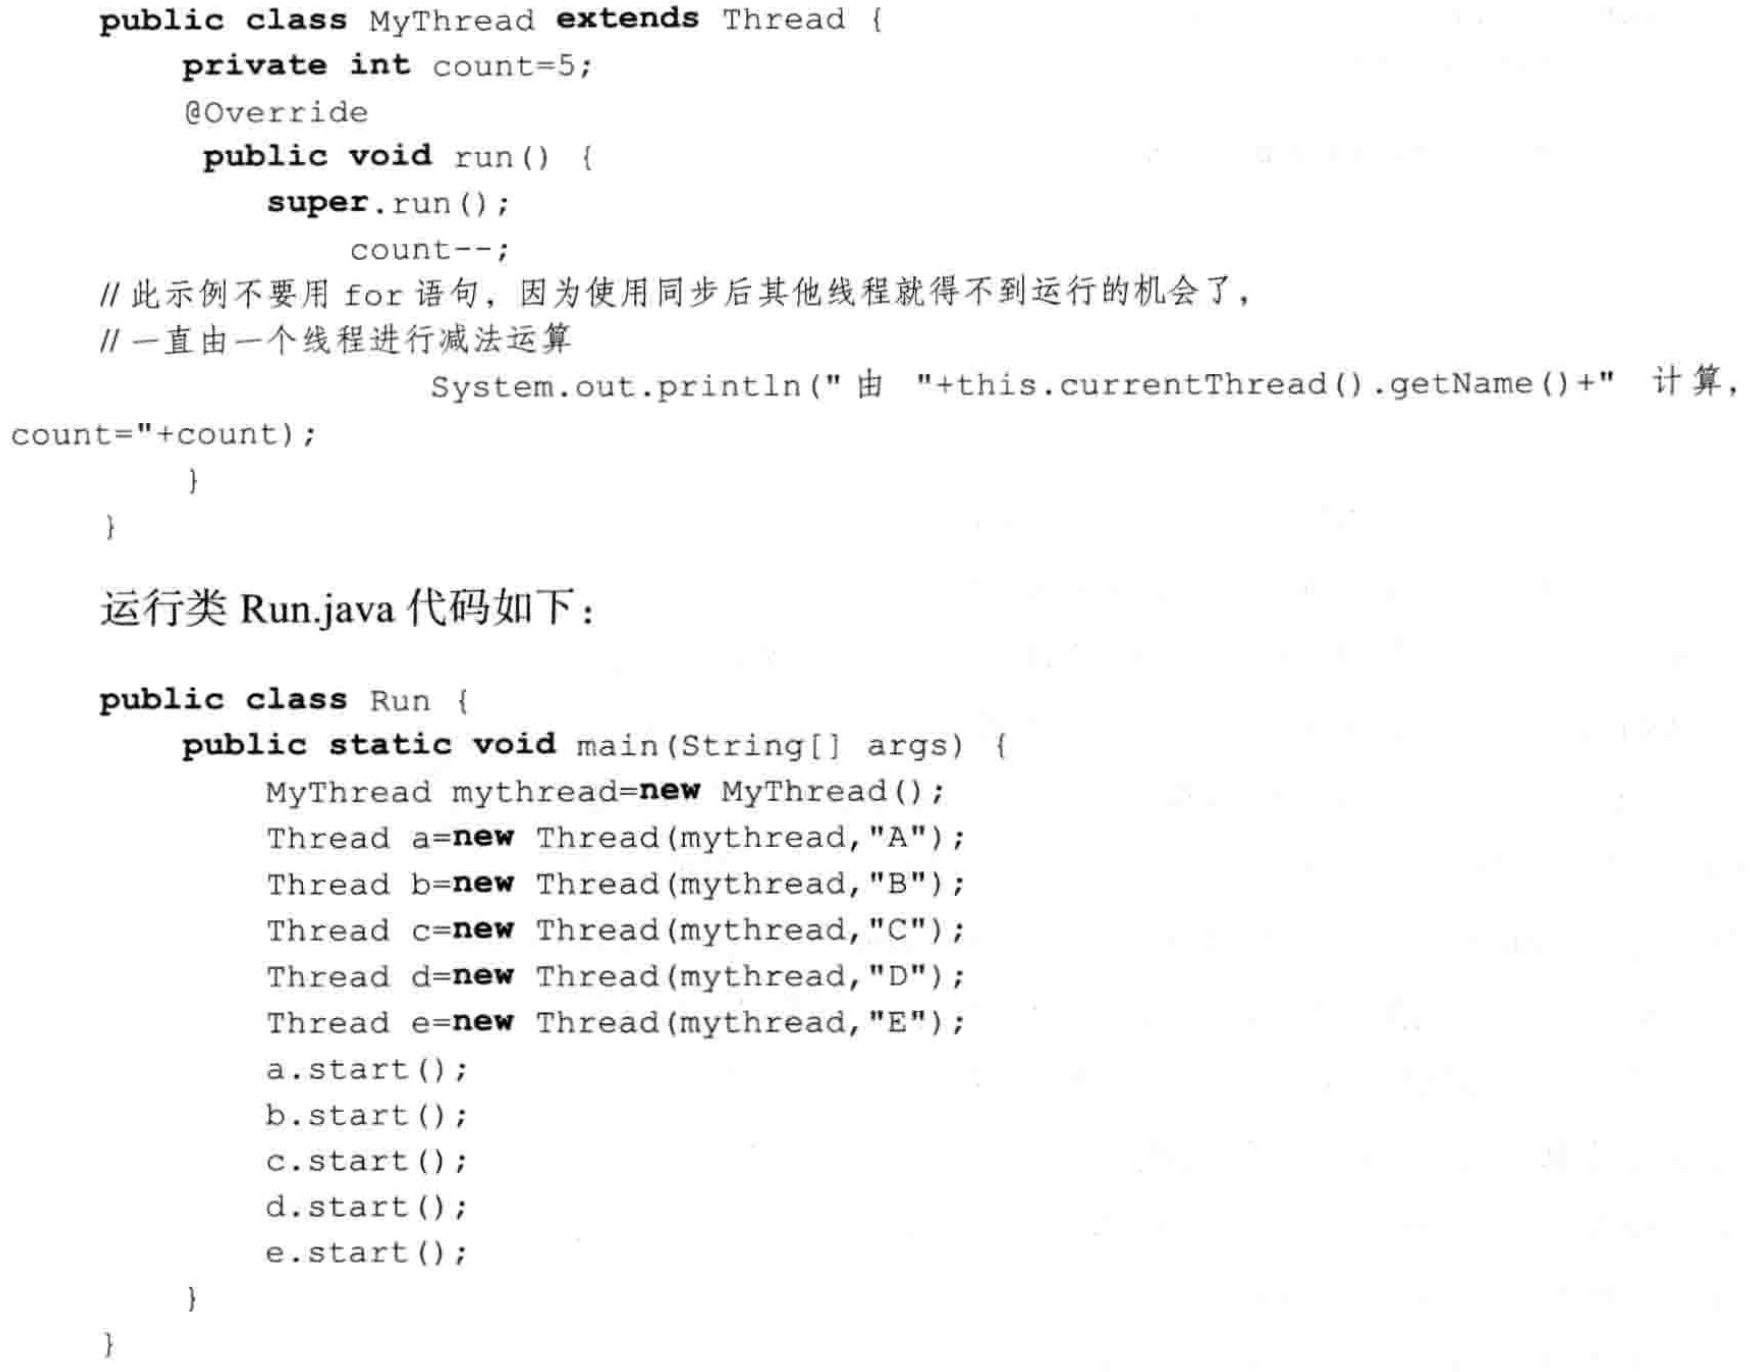 public class MyThread extends Thread {
    private int count=5;
    @Override
     public void run() {
        super.run();
            count--;
// 此示例不要用 for 语句，因为使用同步后其他线程就得不到运行的机会了，
// 一直由一个线程进行减法运算
                System.out.println(" 由 "+this.currentThread().getName()+" 计算，
count="+count);
    }
}
运行类 Run.java 代码如下：
public class Run {
    public static void main(String[] args) {
        MyThread mythread=new MyThread();
        Thread a=new Thread(mythread,"A");
        Thread b=new Thread(mythread,"B");
        Thread c=new Thread(mythread,"C");
        Thread d=new Thread(mythread,"D");
        Thread e=new Thread(mythread,"E");
        a.start();
        b.start();
        c.start();
        d.start();
        e.start();
    }
}